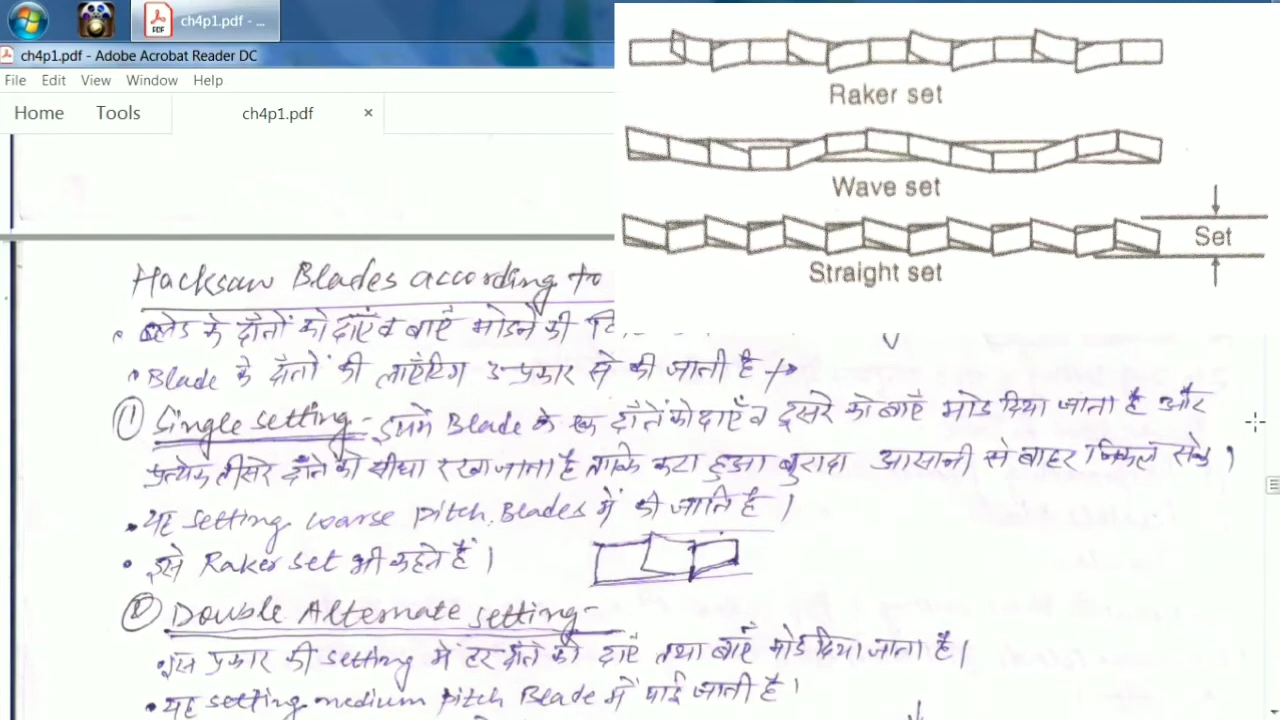 ch4p1.pdf - ...
ch4p1.pdf - Adobe Acrobat Reader DC
File Edit View Window Help
Home Tools ch4p1.pdf ×
Raker set
Wave set
Set
Straight set
Hacksaw Blades according to
• ब्लेड के दाँतों को दाएँ व बाएँ मोडने की
• Blade के दाँतों की 3 प्रकार से की जाती है
① Single setting - इसमें Blade के एक दाँते को दाएँ व दूसरे को बाएँ मोड दिया जाता है और
प्रत्येक तीसरे दाँते को सीधा रखा जाता है ताकि कटा हुआ बुरादा आसानी से बाहर निकल सके।
• यह setting coarse pitch Blades में की जाति है।
• इसे Raker set भी कहते हैं।
② Double Alternate setting -
इस प्रकार की setting में हर दाँते को दाएँ तथा बाएँ मोड दिया जाता है।
• यह setting medium pitch Blade में पाई जाती है।